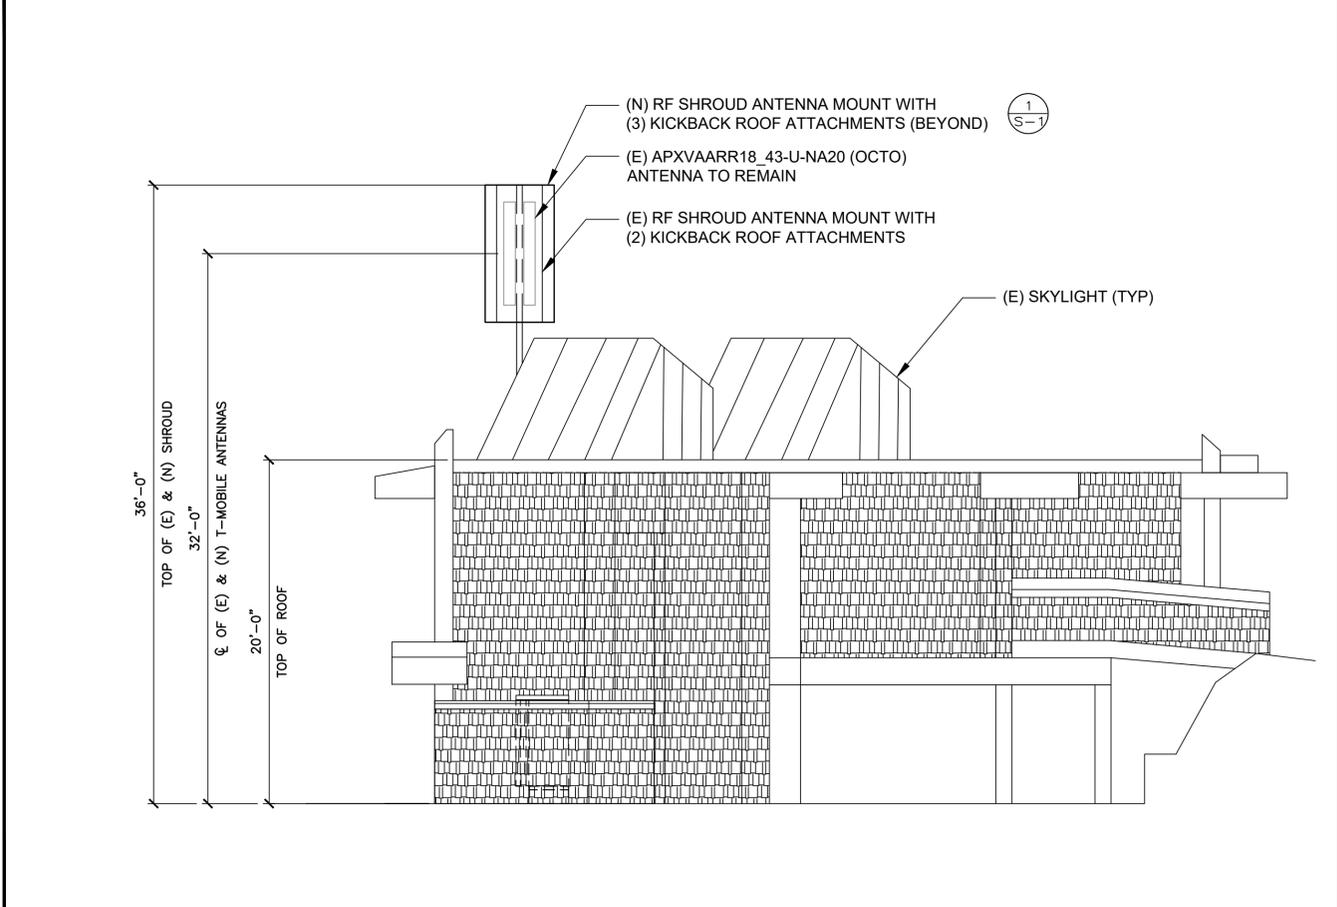 (N) RF SHROUD ANTENNA MOUNT WITH
(3) KICKBACK ROOF ATTACHMENTS (BEYOND)
1
S-1
(E) APXVAARR18_43-U-NA20 (OCTO)
ANTENNA TO REMAIN
(E) RF SHROUD ANTENNA MOUNT WITH
(2) KICKBACK ROOF ATTACHMENTS
(E) SKYLIGHT (TYP)
36'-0"
TOP OF (E) & (N) SHROUD
32'-0"
℄ OF (E) & (N) T-MOBILE ANTENNAS
20'-0"
TOP OF ROOF